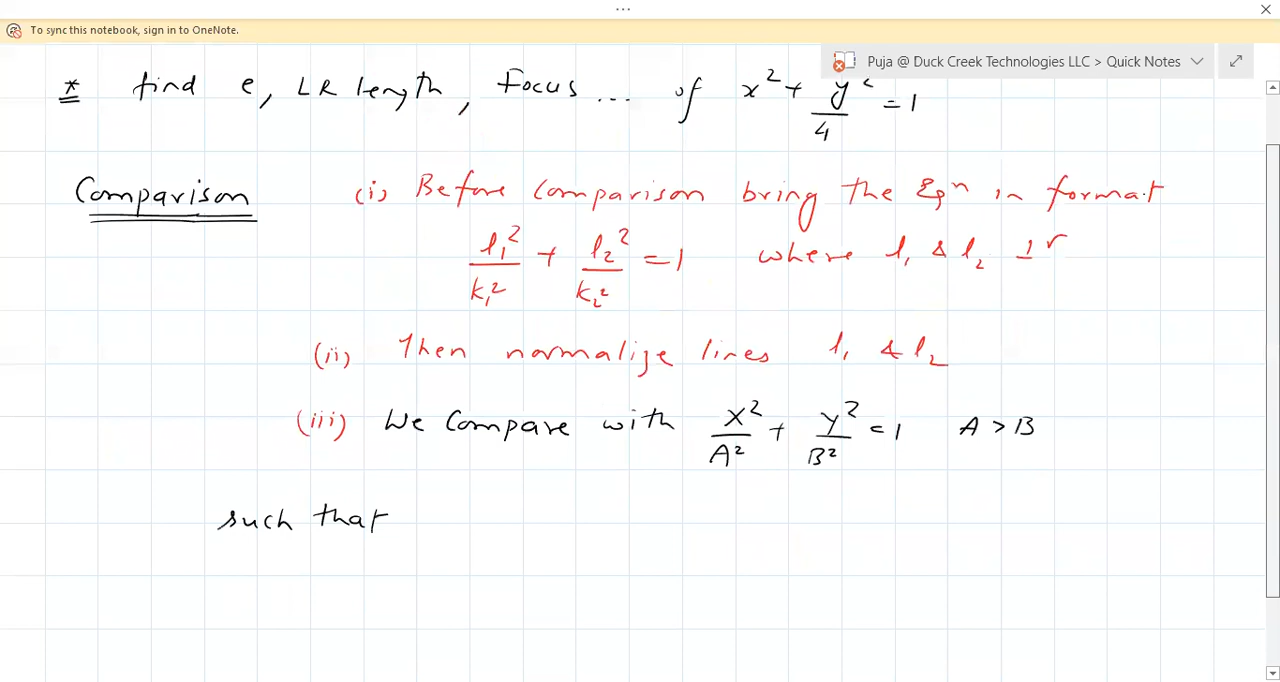 ...
To sync this notebook, sign in to OneNote.
Puja @ Duck Creek Technologies LLC > Quick Notes
* find e, LR length, Focus ... of x² + y²/4 = 1
Comparison (i) Before Comparison bring the Eqⁿ in format
l₁²/k₁² + l₂²/k₂² = 1 where l₁ & l₂ ⊥r
(ii) Then normalize lines l₁ & l₂
(iii) We Compare with X²/A² + Y²/B² = 1 A > B
such that